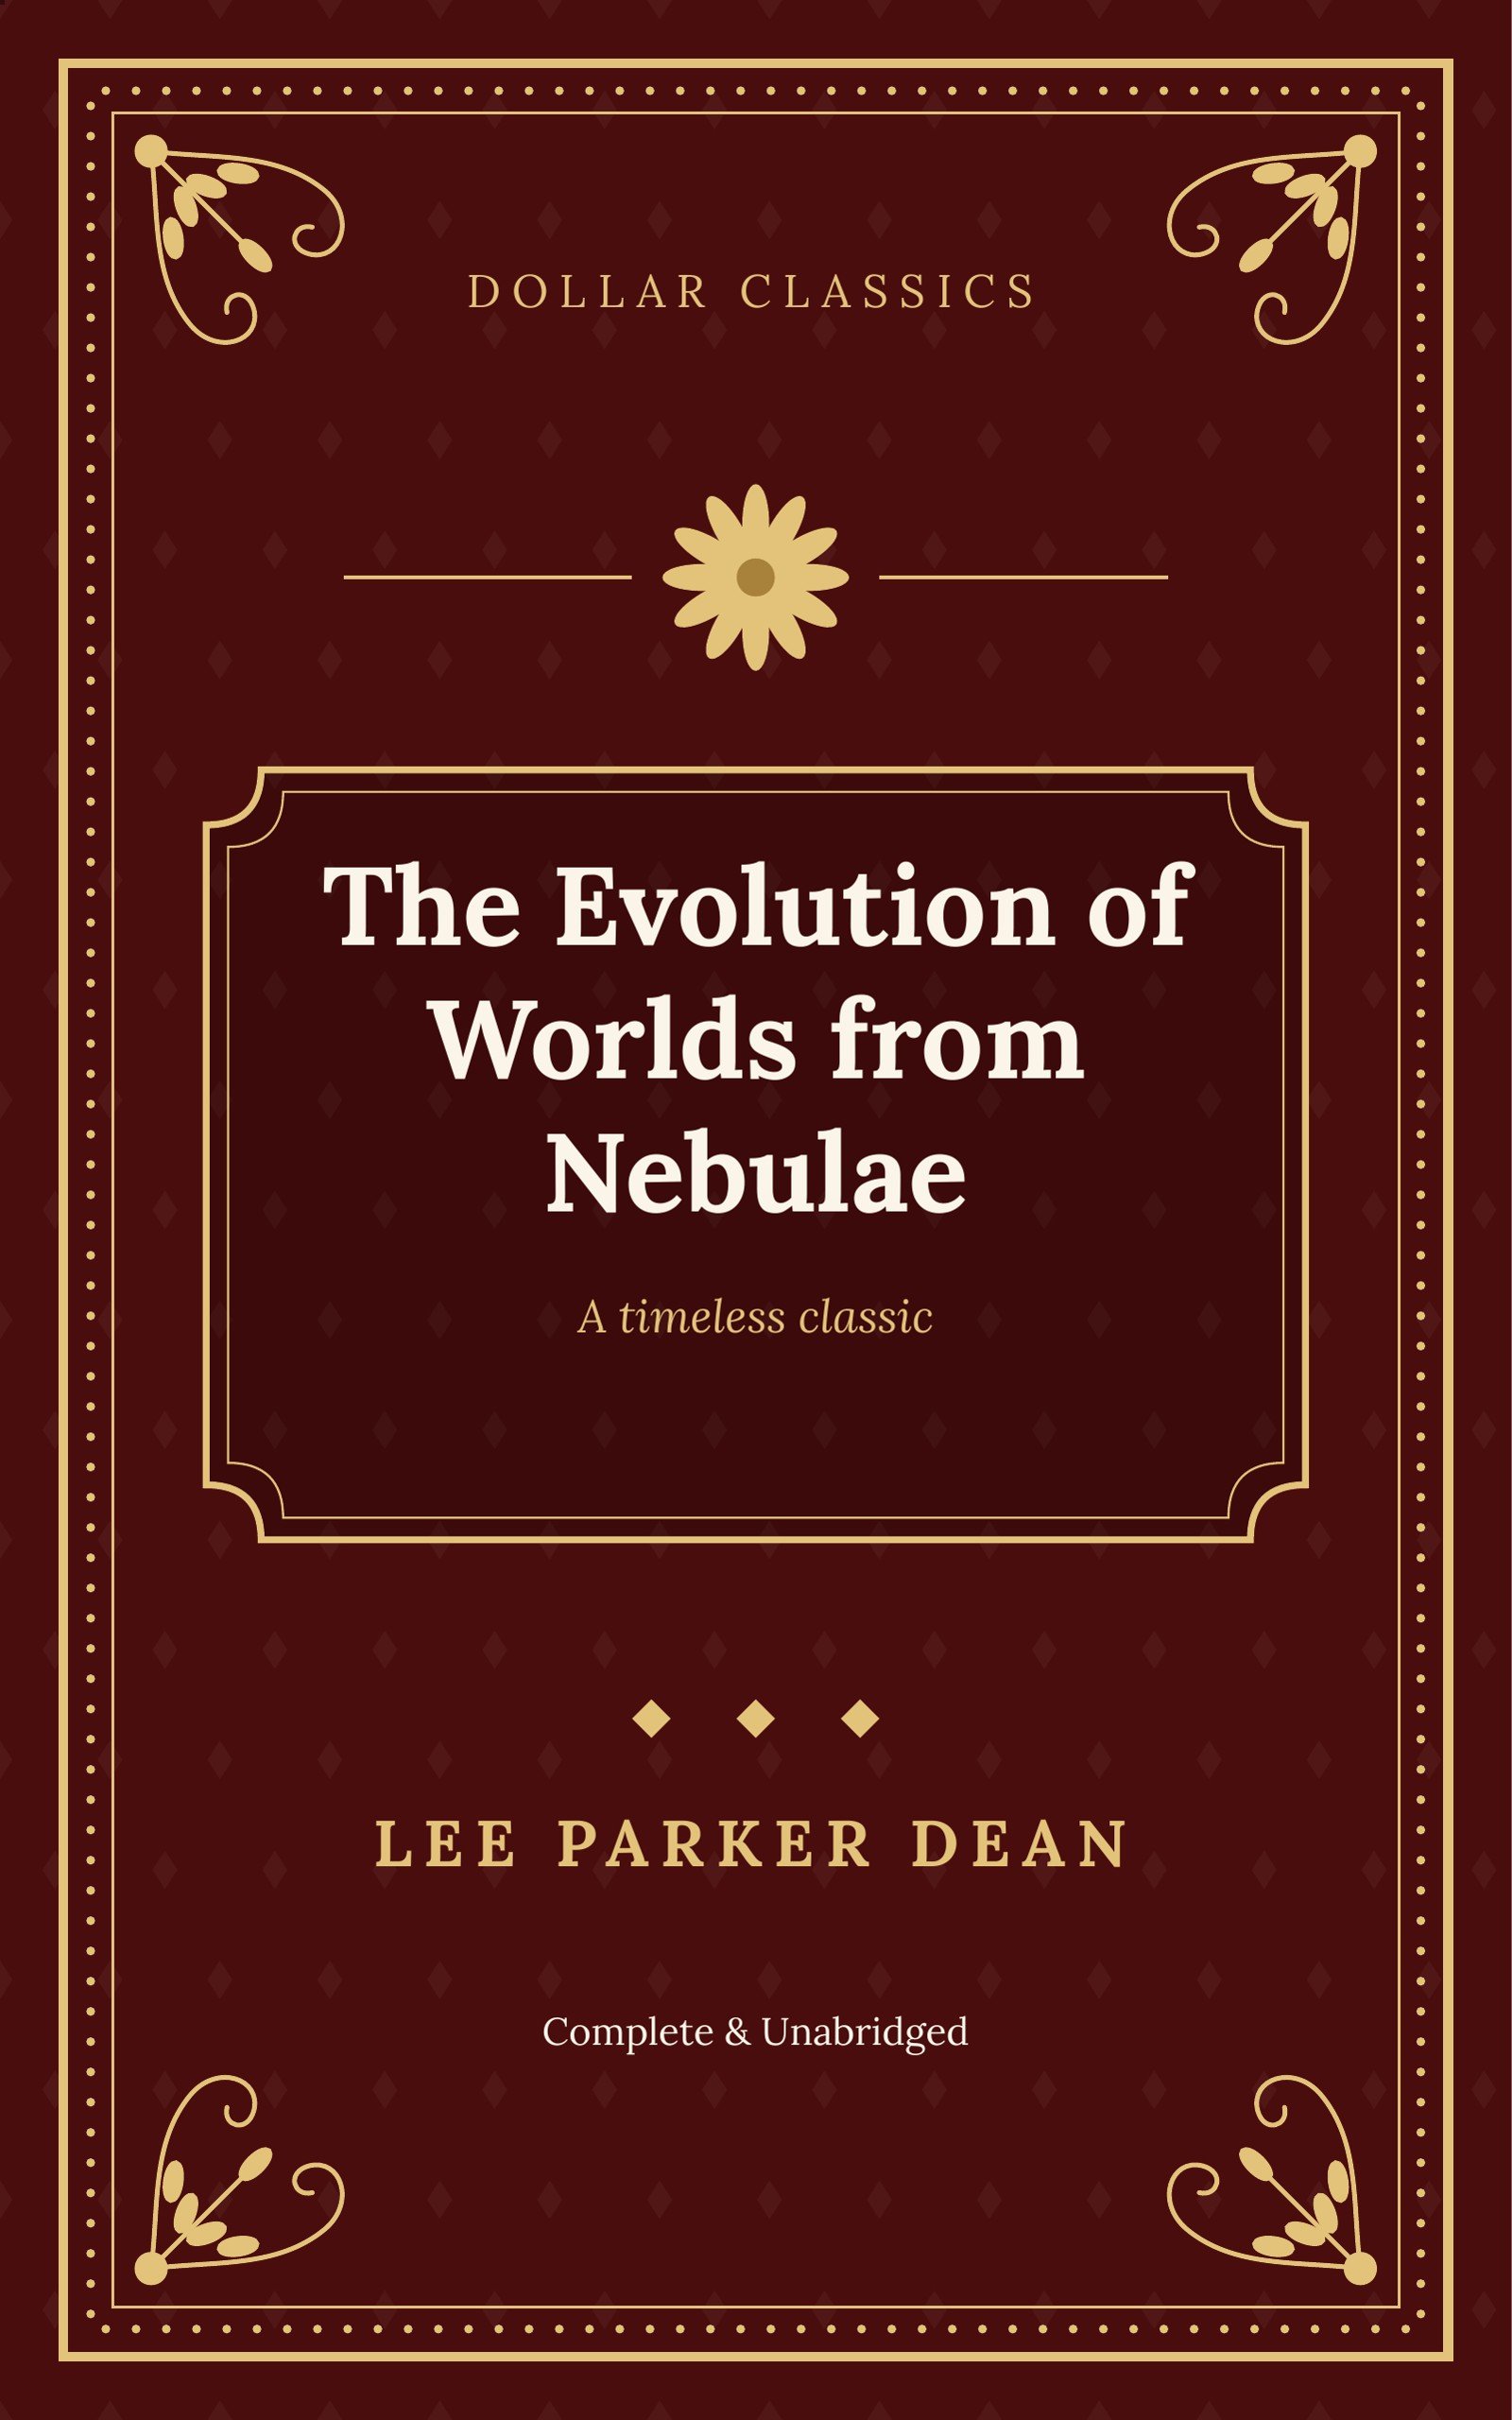 DOLLAR CLASSICS
The Evolution of
Worlds from
Nebulae
A timeless classic
LEE PARKER DEAN
Complete & Unabridged